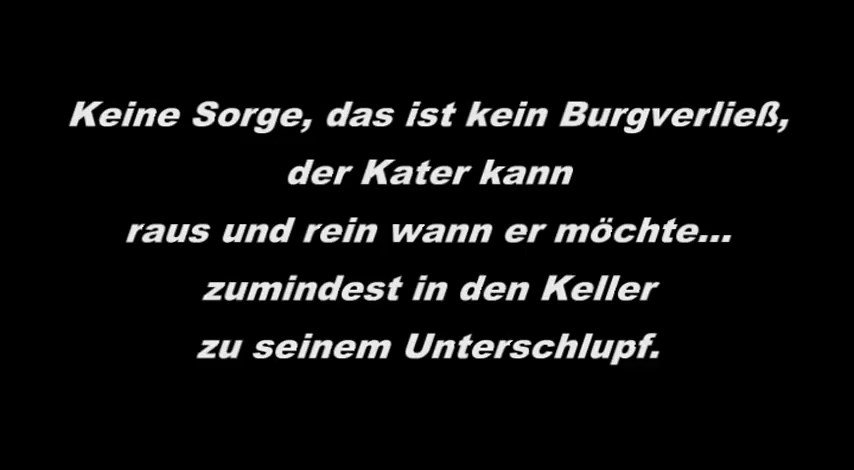 Keine Sorge, das ist kein Burgverließ,
der Kater kann
raus und rein wann er möchte...
zumindest in den Keller
zu seinem Unterschlupf.